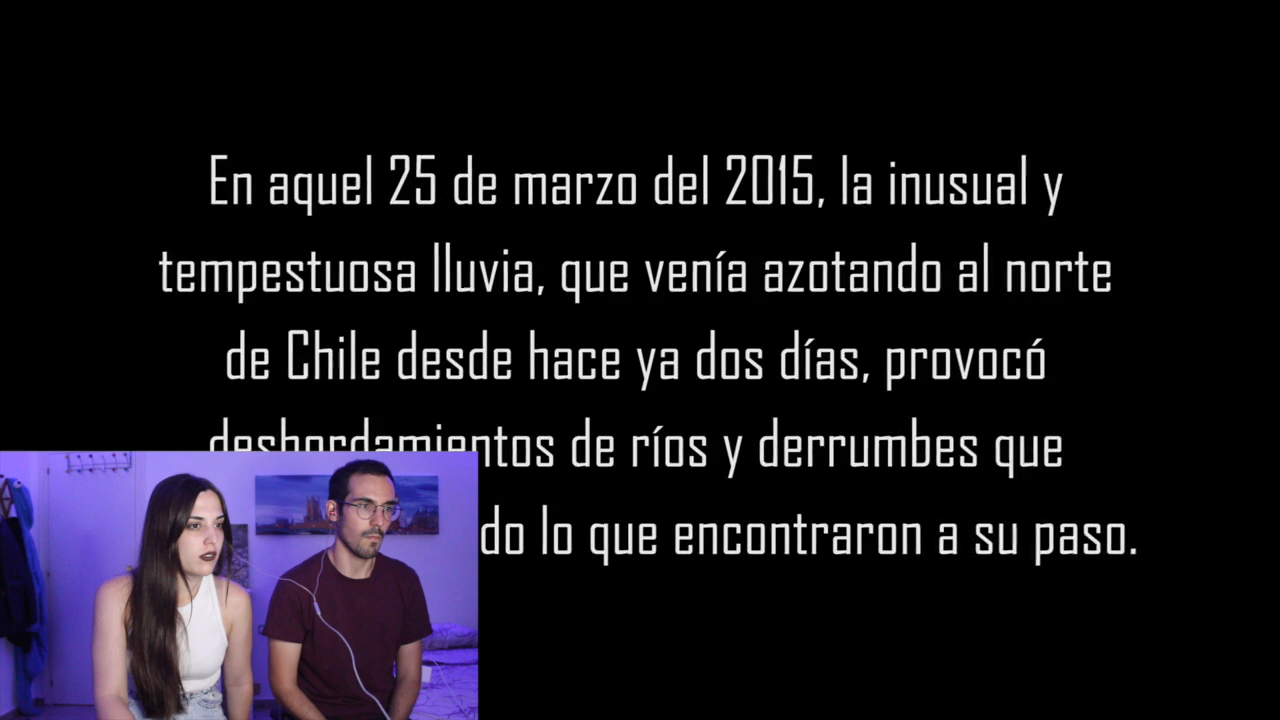 En aquel 25 de marzo del 2015, la inusual y
tempestuosa lluvia, que venía azotando al norte
de Chile desde hace ya dos días, provocó
desbordamientos de ríos y derrumbes que
do lo que encontraron a su paso.